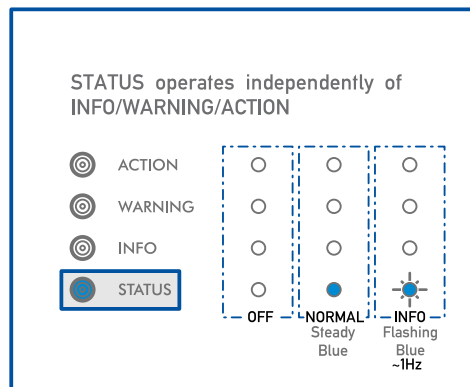 STATUS operates independently of
INFO/WARNING/ACTION
ACTION
WARNING
INFO
STATUS
OFF NORMAL INFO
Steady Flashing
Blue Blue
~1Hz